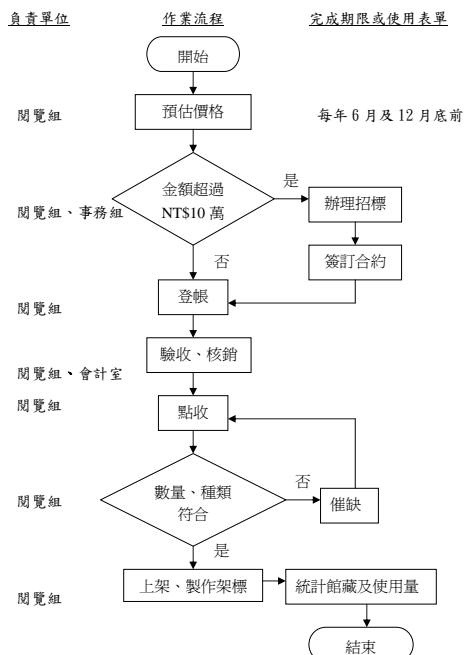 負責單位 作業流程 完成期限或使用表單
開始
閱覽組 預估價格 每年 6 月及 12 月底前
金額超過
NT$10 萬
是
辦理招標
閱覽組、事務組
簽訂合約
否
閱覽組 登帳
驗收、核銷
閱覽組、會計室
閱覽組 點收
閱覽組
數量、種類
符合
否
催缺
是
閱覽組 上架、製作架標 統計館藏及使用量
結束